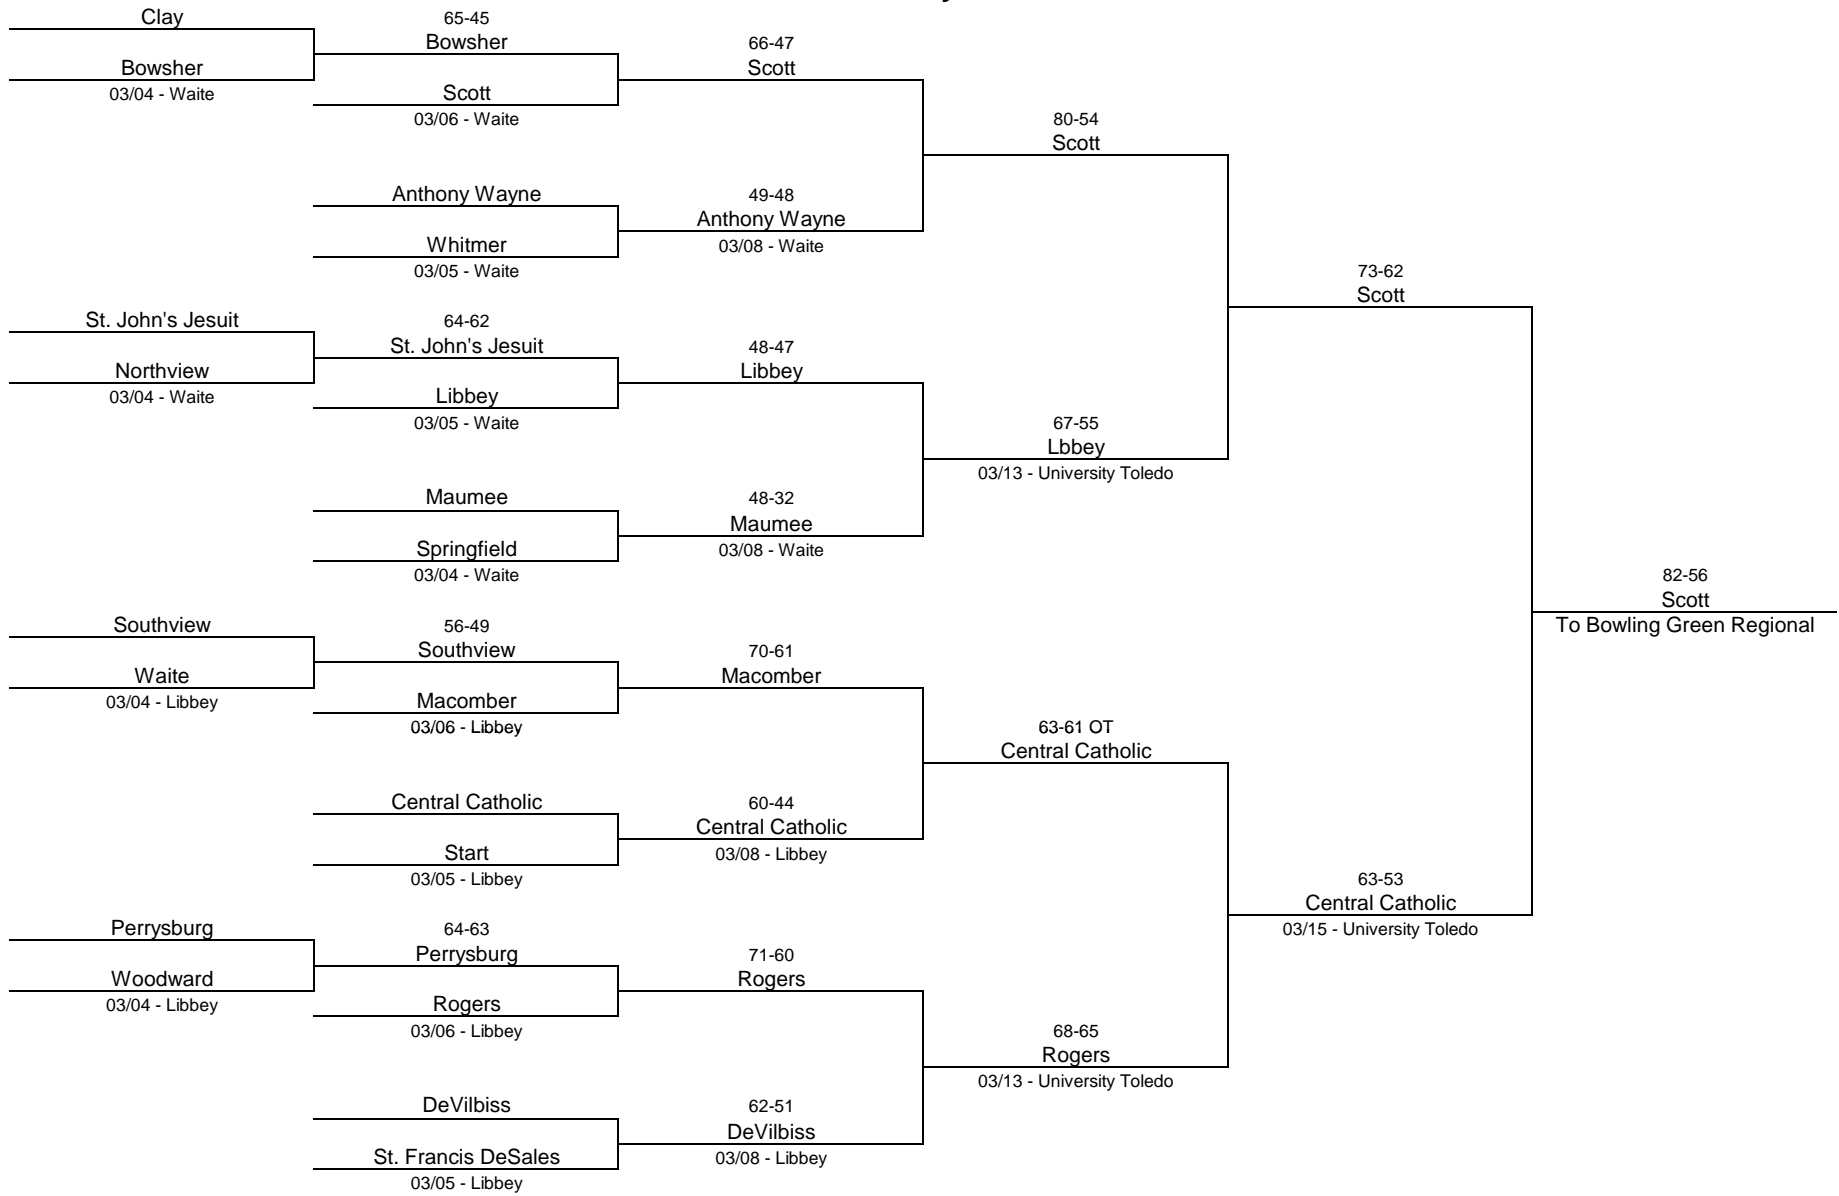 Clay
Bowsher
03/04 - Waite
65-45
Bowsher
Scott
03/06 - Waite
66-47
Scott
Anthony Wayne
Whitmer
03/05 - Waite
49-48
Anthony Wayne
03/08 - Waite
80-54
Scott
St. John's Jesuit
Northview
03/04 - Waite
64-62
St. John's Jesuit
Libbey
03/05 - Waite
48-47
Libbey
Maumee
Springfield
03/04 - Waite
48-32
Maumee
03/08 - Waite
67-55
Lbbey
03/13 - University Toledo
73-62
Scott
Southview
Waite
03/04 - Libbey
56-49
Southview
Macomber
03/06 - Libbey
70-61
Macomber
Central Catholic
Start
03/05 - Libbey
60-44
Central Catholic
03/08 - Libbey
63-61 OT
Central Catholic
Perrysburg
Woodward
03/04 - Libbey
64-63
Perrysburg
Rogers
03/06 - Libbey
71-60
Rogers
DeVilbiss
St. Francis DeSales
03/05 - Libbey
62-51
DeVilbiss
03/08 - Libbey
68-65
Rogers
03/13 - University Toledo
63-53
Central Catholic
03/15 - University Toledo
82-56
Scott
To Bowling Green Regional